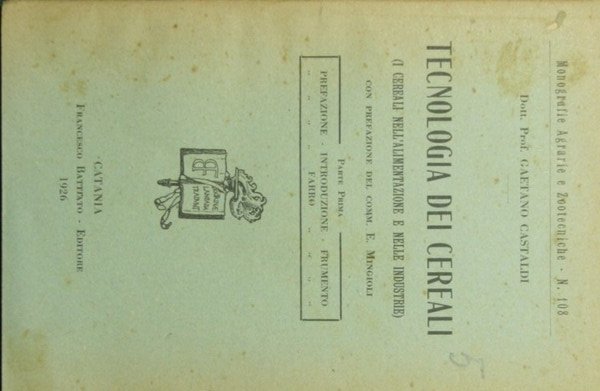 Monografie Agrarie e Zootecniche - N. 108
Dott. Prof. GAETANO CASTALDI
TECNOLOGIA DEI CEREALI
(I CEREALI NELL'ALIMENTAZIONE E NELLE INDUSTRIE)
CON PREFAZIONE DEL COMM. E. MINGIOLI
PARTE PRIMA
PREFAZIONE - INTRODUZIONE - FRUMENTO
" " " " FARRO " " " "
B
CATANIA
FRANCESCO BATTIATO - EDITORE
1926
5